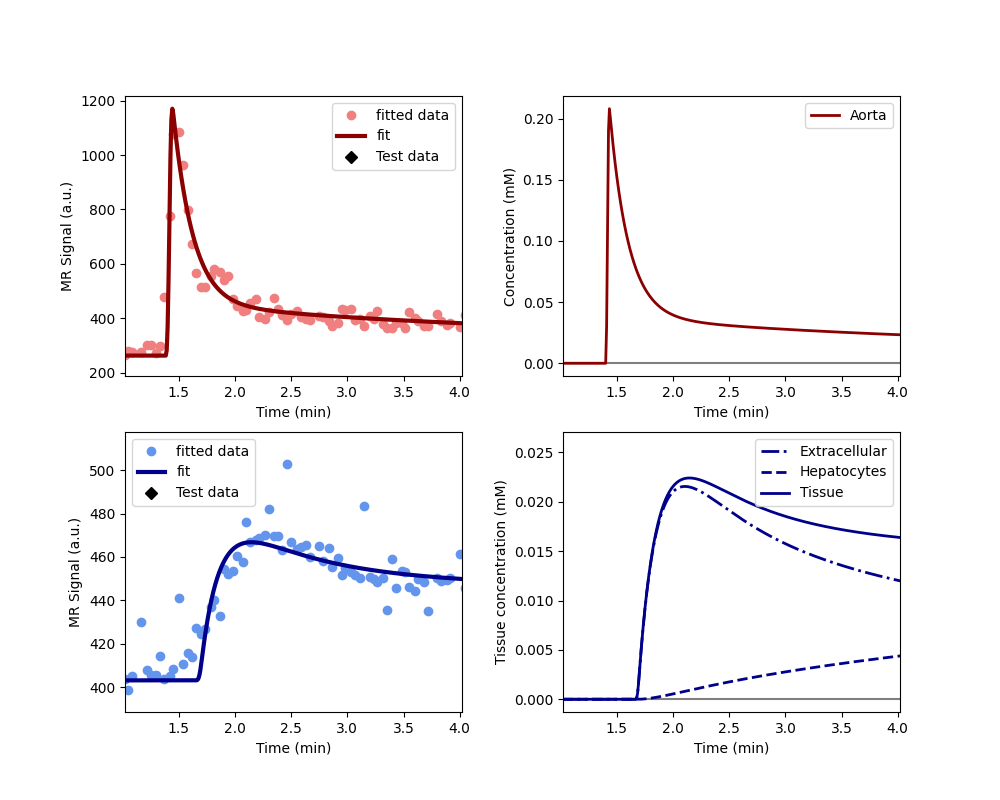 1200
1000
800
600
400
200
MR Signal (a.u.)
fitted data
fit
Test data
1.5 2.0 2.5 3.0 3.5 4.0
Time (min)
0.20
0.15
0.10
0.05
0.00
Concentration (mM)
Aorta
1.5 2.0 2.5 3.0 3.5 4.0
Time (min)
500
480
460
440
420
400
MR Signal (a.u.)
fitted data
fit
Test data
1.5 2.0 2.5 3.0 3.5 4.0
Time (min)
0.025
0.020
0.015
0.010
0.005
0.000
Tissue concentration (mM)
Extracellular
Hepatocytes
Tissue
1.5 2.0 2.5 3.0 3.5 4.0
Time (min)